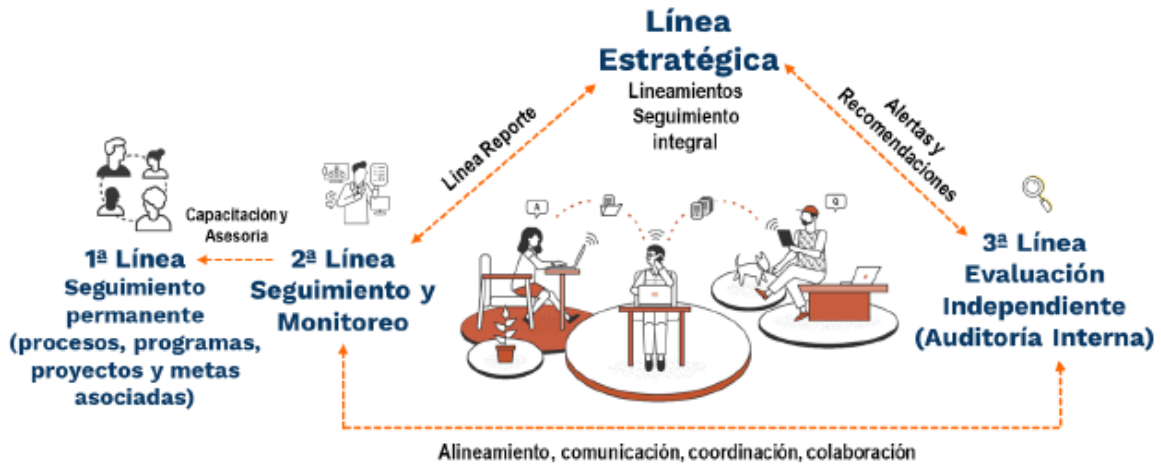 Línea
Estratégica
Lineamientos
Seguimiento
integral
Línea Reporte
Alertas y
Recomendaciones
Capacitación y
Asesoría
1ª Línea
Seguimiento
permanente
(procesos, programas,
proyectos y metas
asociadas)
2ª Línea
Seguimiento y
Monitoreo
A
Q
3ª Línea
Evaluación
Independiente
(Auditoría Interna)
Alineamiento, comunicación, coordinación, colaboración